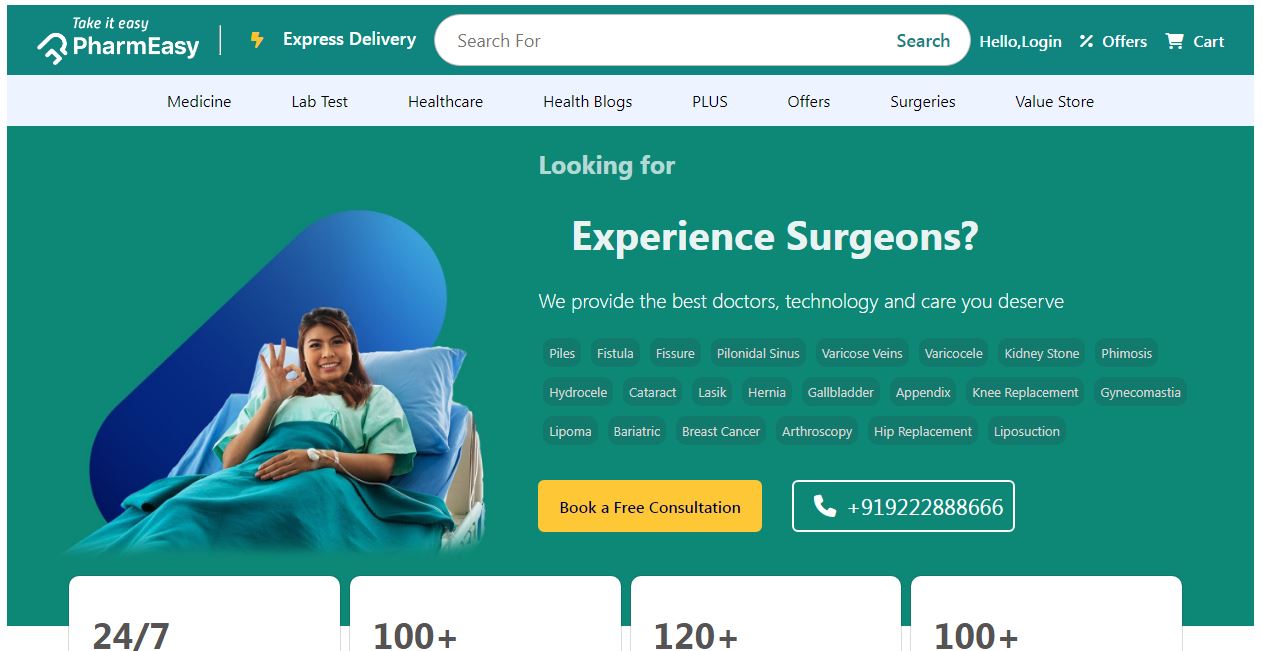 Take it easy
PharmEasy
Express Delivery
Search For
Search
Hello,Login
Offers
Cart
Medicine Lab Test Healthcare Health Blogs PLUS Offers Surgeries Value Store
Looking for
Experience Surgeons?
We provide the best doctors, technology and care you deserve
Piles Fistula Fissure Pilonidal Sinus Varicose Veins Varicocele Kidney Stone Phimosis
Hydrocele Cataract Lasik Hernia Gallbladder Appendix Knee Replacement Gynecomastia
Lipoma Bariatric Breast Cancer Arthroscopy Hip Replacement Liposuction
Book a Free Consultation
+919222888666
24/7 100+ 120+ 100+